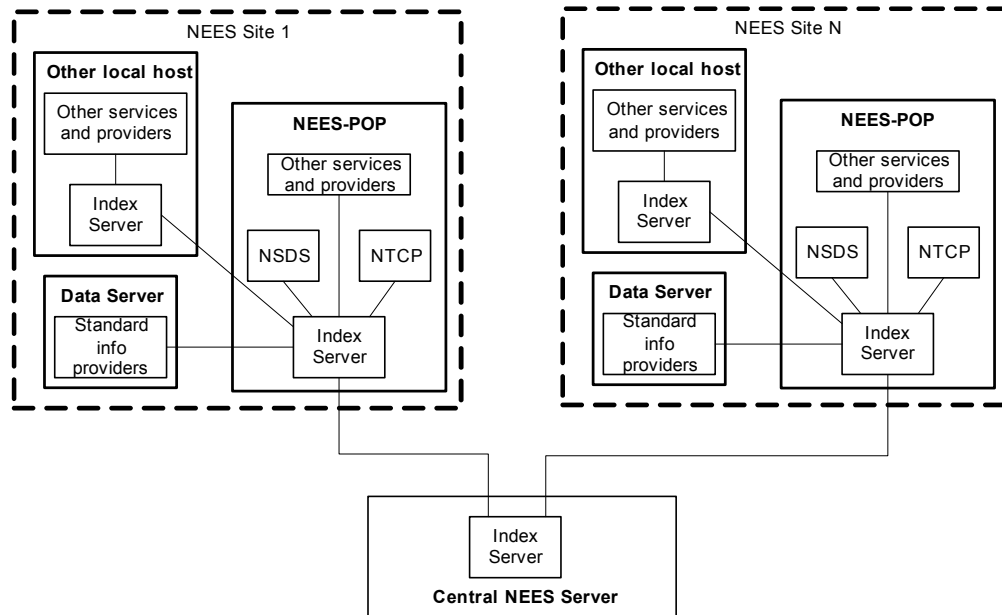 NEES Site 1
Other local host
Other services
and providers
Index
Server
NEES-POP
Other services
and providers
NSDS
NTCP
Index
Server
Data Server
Standard
info
providers
NEES Site N
Other local host
Other services
and providers
Index
Server
NEES-POP
Other services
and providers
NSDS
NTCP
Index
Server
Data Server
Standard
info
providers
Index
Server
Central NEES Server